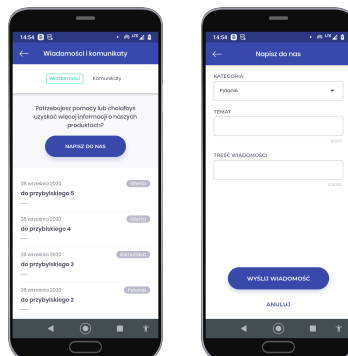 14:54
Wiadomości i komunikaty
Wiadomości
Komunikaty
Potrzebujesz pomocy lub chciałbyś
uzyskać więcej informacji o naszych
produktach?
NAPISZ DO NAS
28 września 2020
Oferta
do przybylskiego 5
28 września 2020
Oferta
do przybiskiego 4
28 września 2020
Komunikat
do przybylskiego 3
28 września 2020
Pytanie
do przybylskiego 2
14:54
Napisz do nas
KATEGORIA
Pytanie
TEMAT
TREŚĆ WIADOMOŚCI
WYŚLIJ WIADOMOŚĆ
ANULUJ